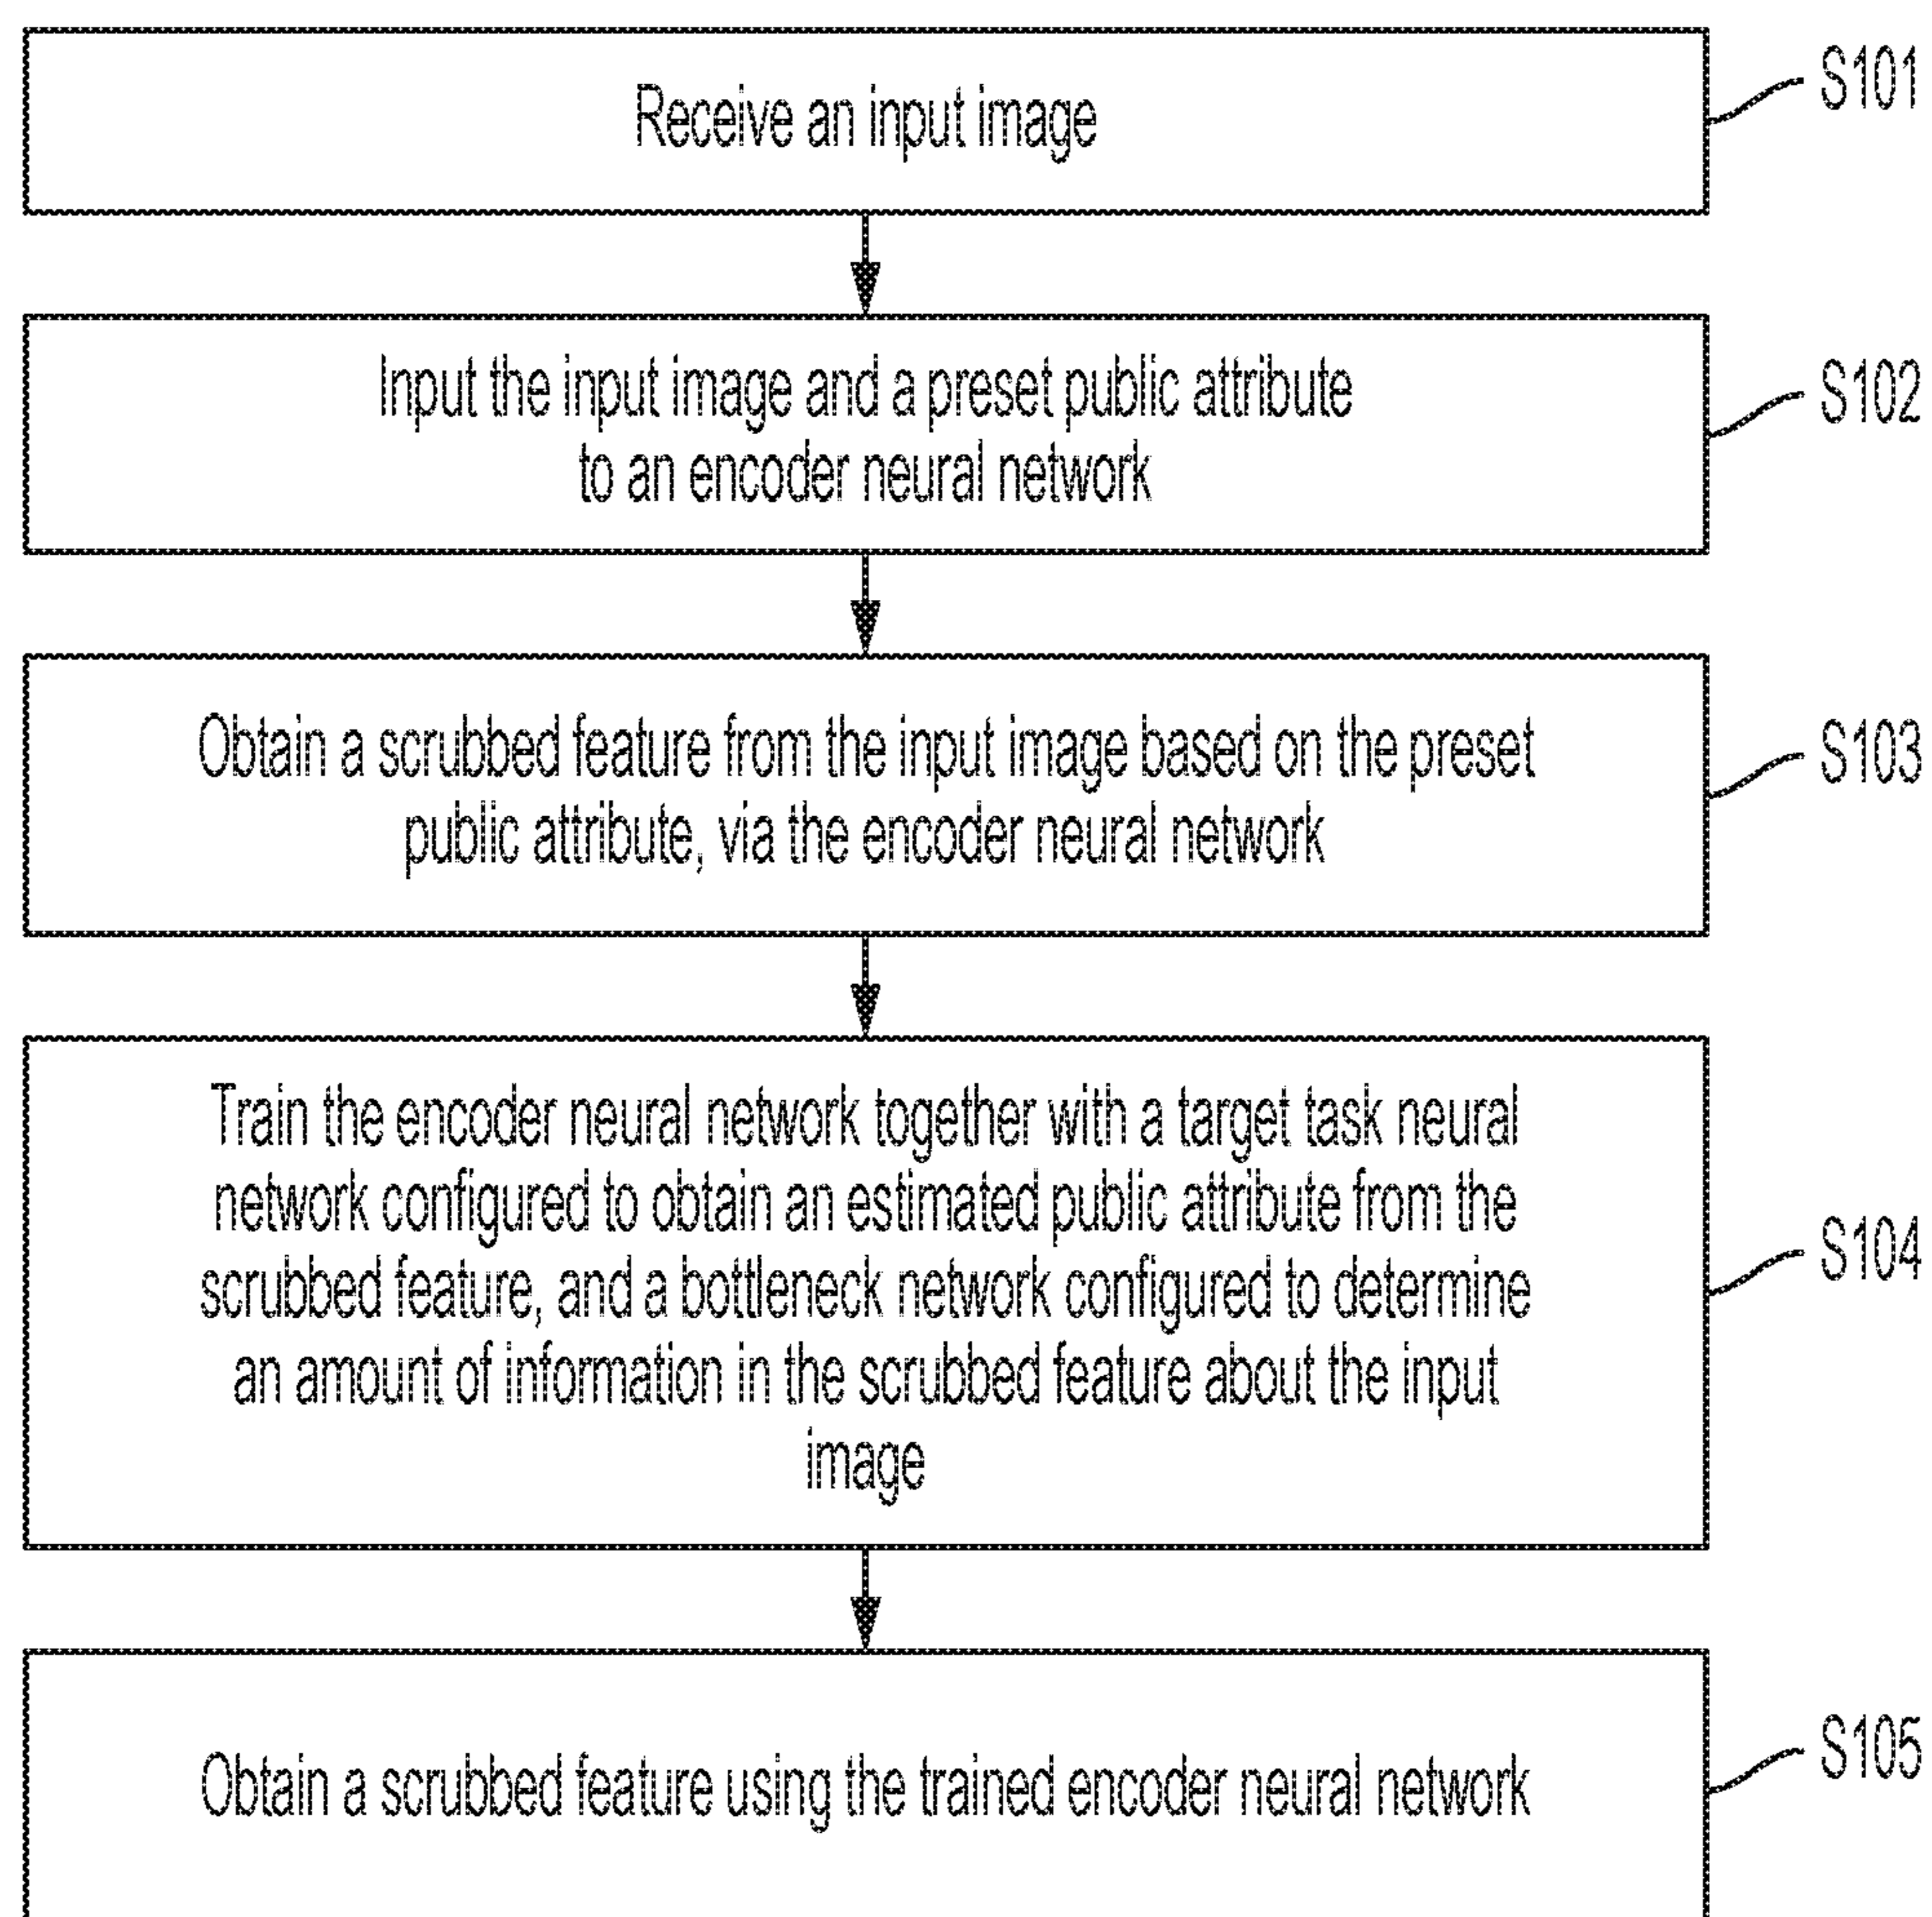 Receive an input image
S101
Input the input image and a preset public attribute
to an encoder neural network
S102
Obtain a scrubbed feature from the input image based on the preset
public attribute, via the encoder neural network
S103
Train the encoder neural network together with a target task neural
network configured to obtain an estimated public attribute from the
scrubbed feature, and a bottleneck network configured to determine
an amount of information in the scrubbed feature about the input
image
S104
Obtain a scrubbed feature using the trained encoder neural network
S105